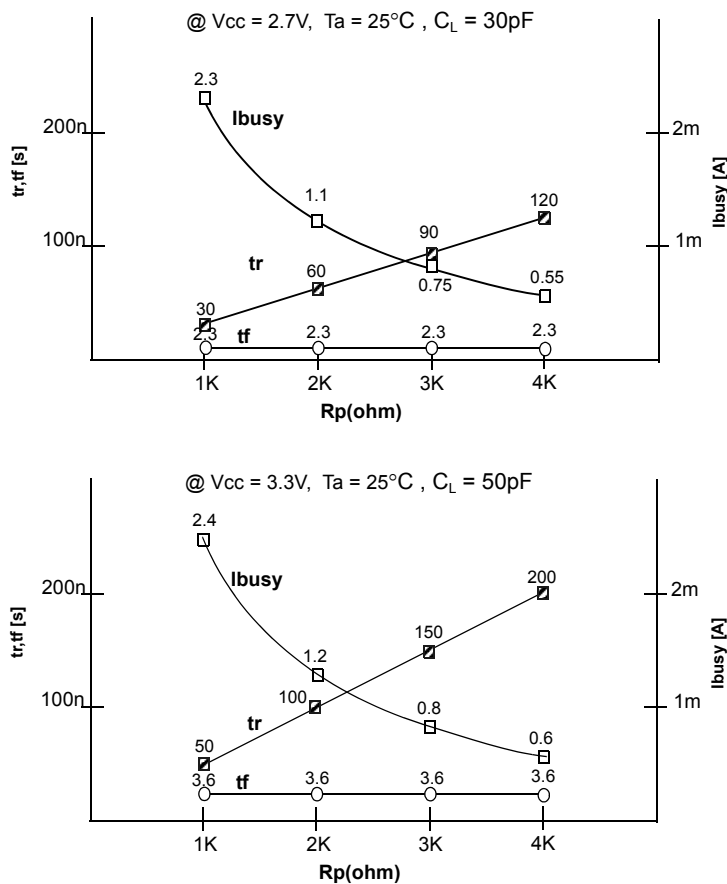 @ Vcc = 2.7V, Ta = 25°C , CL = 30pF
2.3
Ibusy
200n
2m
tr,tf [s]
Ibusy [A]
1.1
120
90
100n
1m
tr
60
0.75
0.55
30
2.3
tf
2.3
2.3
2.3
1K
2K
3K
4K
Rp(ohm)
@ Vcc = 3.3V, Ta = 25°C , CL = 50pF
2.4
Ibusy
200
200n
2m
tr,tf [s]
Ibusy [A]
150
1.2
100
0.8
100n
1m
tr
50
0.6
3.6
tf
3.6
3.6
3.6
1K
2K
3K
4K
Rp(ohm)